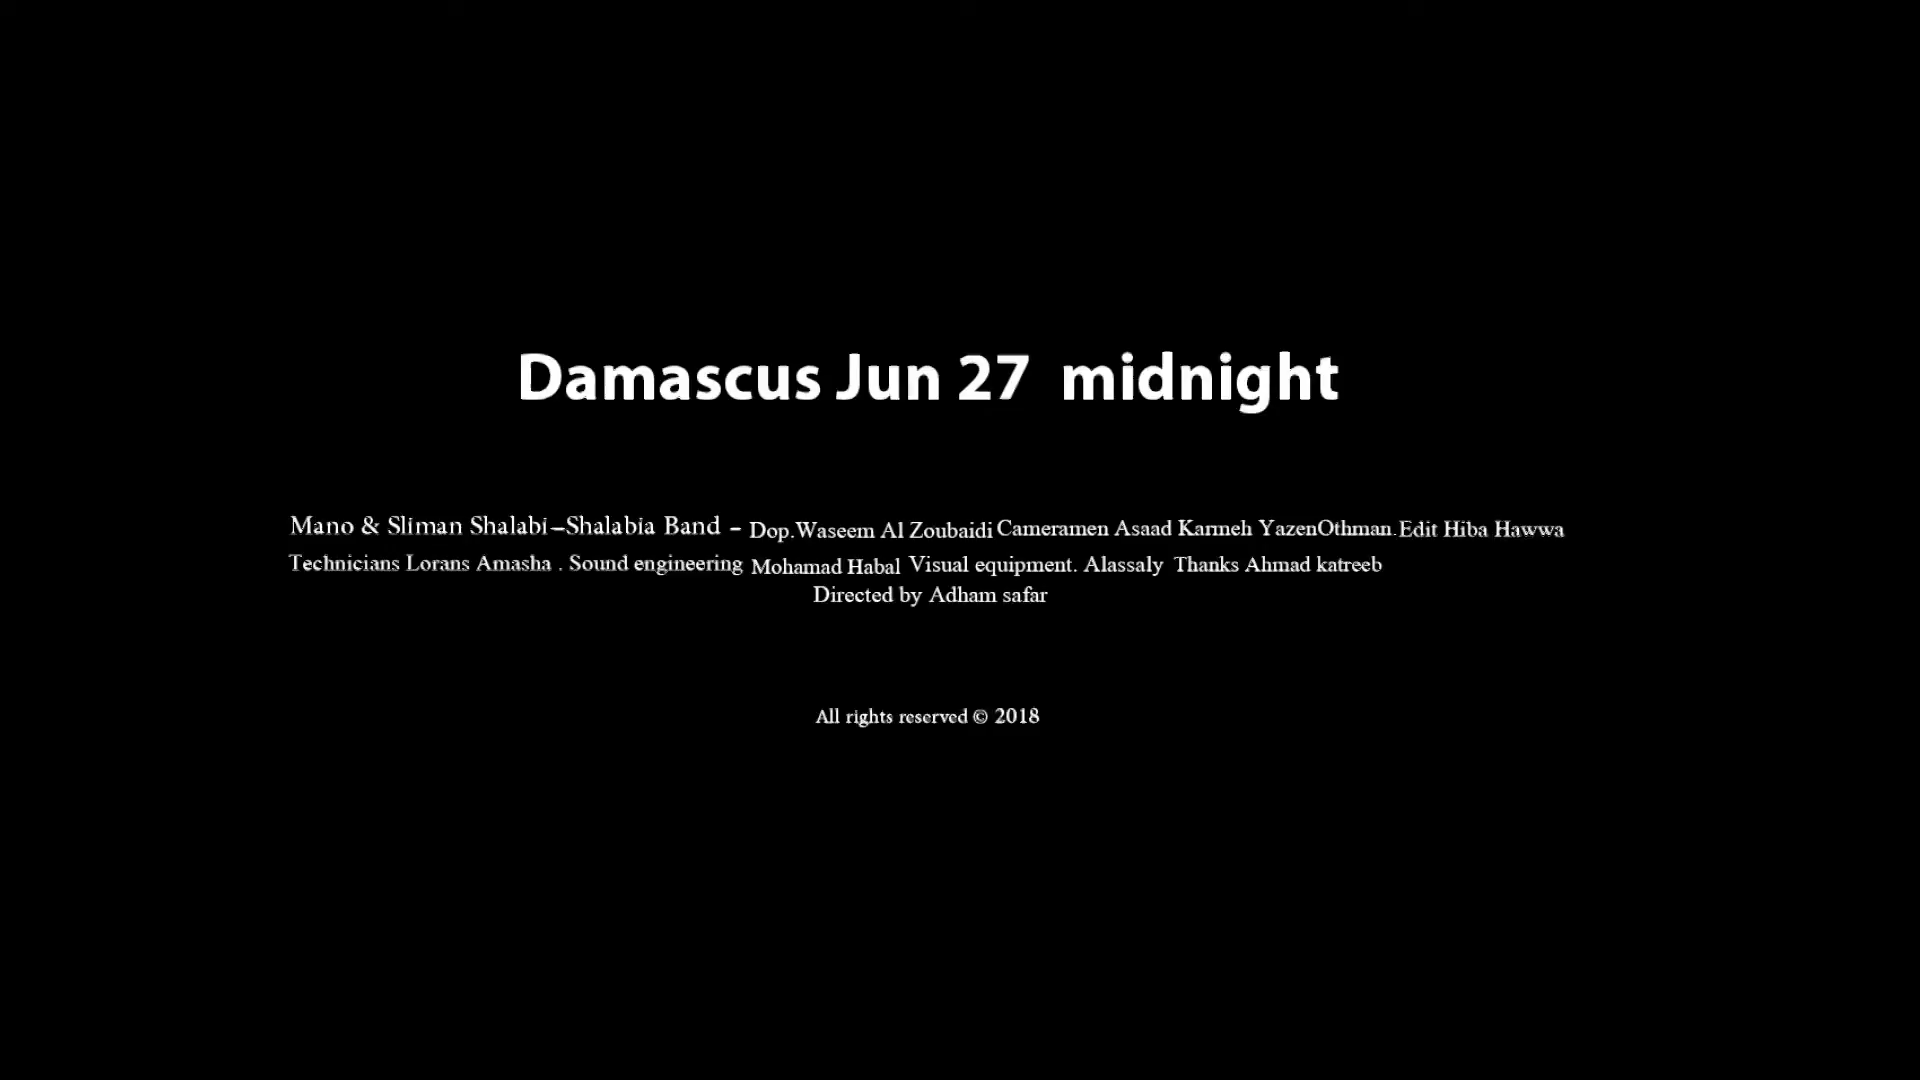 Damascus Jun 27 midnight
Mano & Sliman Shalabi–Shalabia Band - Dop.Waseem Al Zoubaidi Cameramen Asaad Karmeh YazenOthman.Edit Hiba Hawwa
Technicians Lorans Amasha . Sound engineering Mohamad Habal Visual equipment. Alassaly Thanks Ahmad katreeb
Directed by Adham safar
All rights reserved © 2018